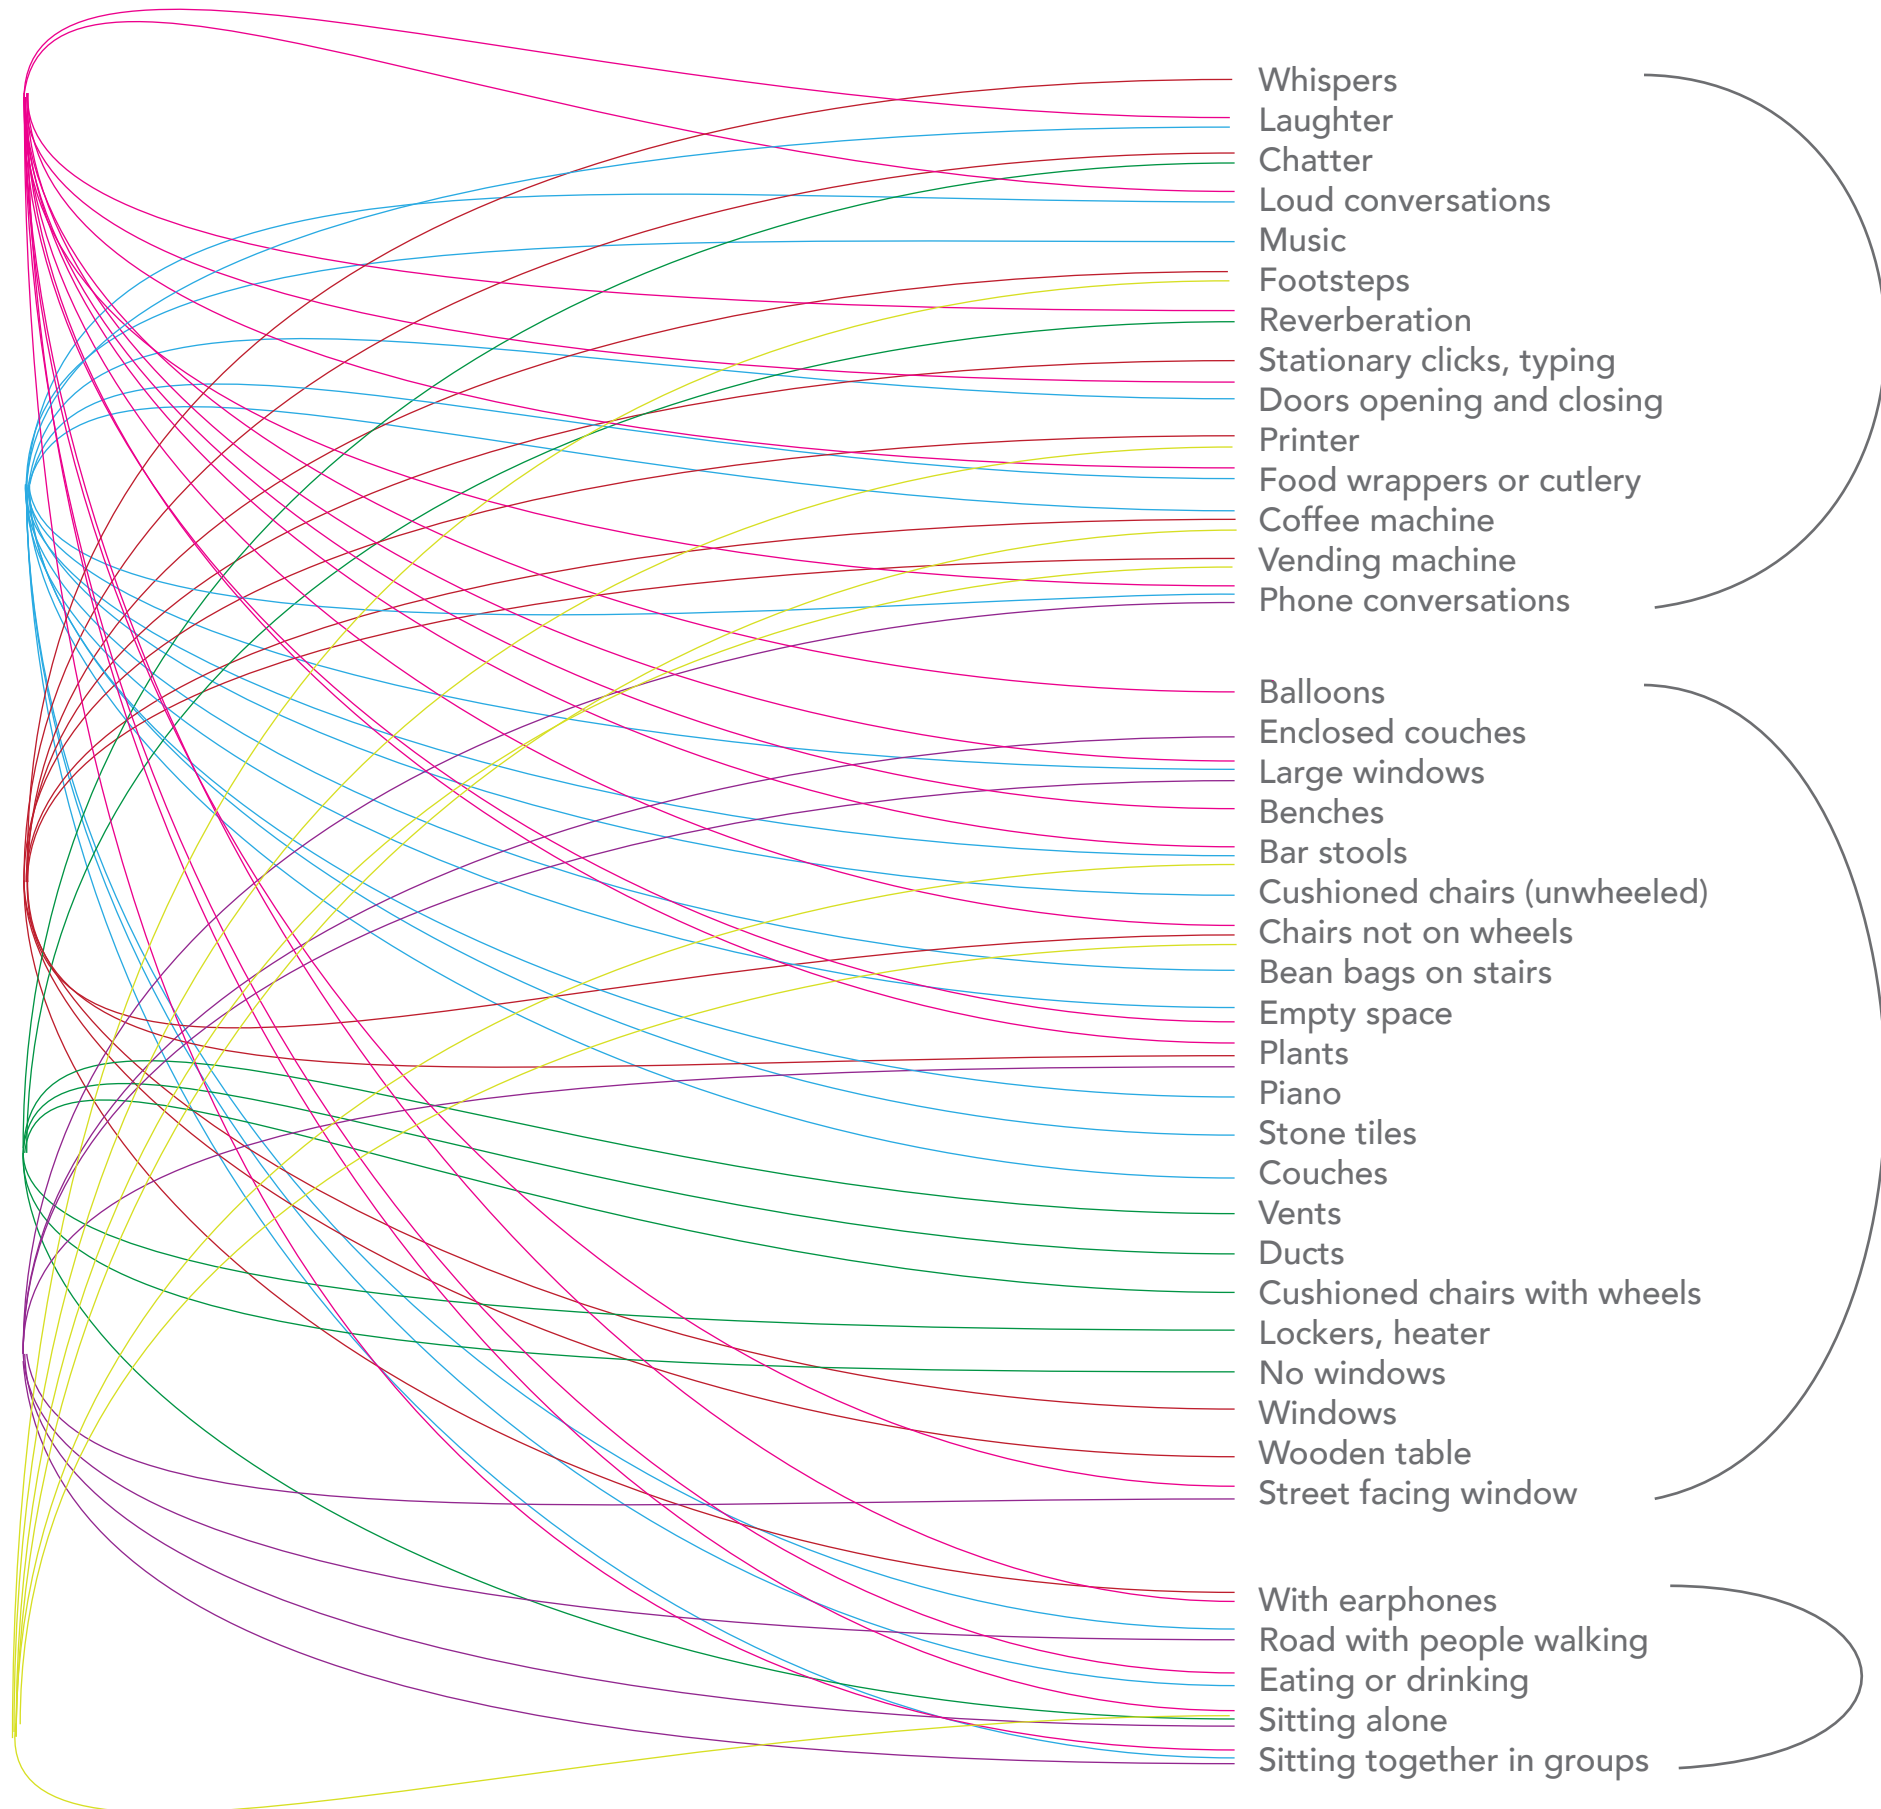 Whispers
Laughter
Chatter
Loud conversations
Music
Footsteps
Reverberation
Stationary clicks, typing
Doors opening and closing
Printer
Food wrappers or cutlery
Coffee machine
Vending machine
Phone conversations
Balloons
Enclosed couches
Large windows
Benches
Bar stools
Cushioned chairs (unwheeled)
Chairs not on wheels
Bean bags on stairs
Empty space
Plants
Piano
Stone tiles
Couches
Vents
Ducts
Cushioned chairs with wheels
Lockers, heater
No windows
Windows
Wooden table
Street facing window
With earphones
Road with people walking
Eating or drinking
Sitting alone
Sitting together in groups